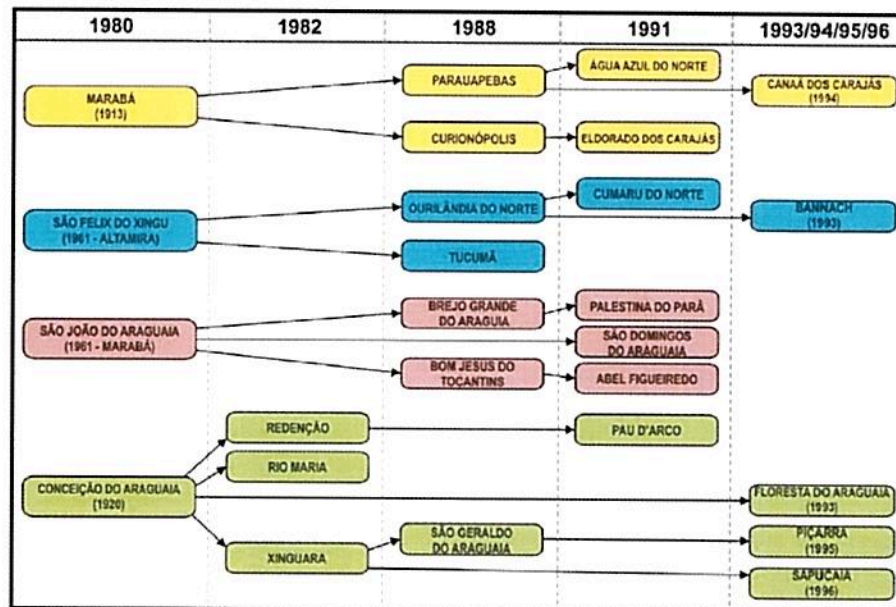 1980
1982
1988
1991
1993/94/95/96
MARABÁ
(1913)
PARAUAPEBAS
ÁGUA AZUL DO NORTE
CANAÃ DOS CARAJÁS
(1994)
CURIONÓPOLIS
ELDORADO DOS CARAJÁS
SÃO FELIX DO XINGU
(1961 - ALTAMIRA)
OURILÂNDIA DO NORTE
CUMARU DO NORTE
BANNACH
(1993)
TUCUMÃ
SÃO JOÃO DO ARAGUAIA
(1961 - MARABÁ)
BREJO GRANDE
DO ARAGUIA
PALESTINA DO PARÁ
SÃO DOMINGOS
DO ARAGUAIA
BOM JESUS DO
TOCANTINS
ABEL FIGUEIREDO
CONCEIÇÃO DO ARAGUAIA
(1920)
REDENÇÃO
PAU D'ARCO
RIO MARIA
FLORESTA DO ARAGUAIA
(1993)
XINGUARA
SÃO GERALDO
DO ARAGUAIA
PIÇARRA
(1995)
SAPUCAIA
(1996)